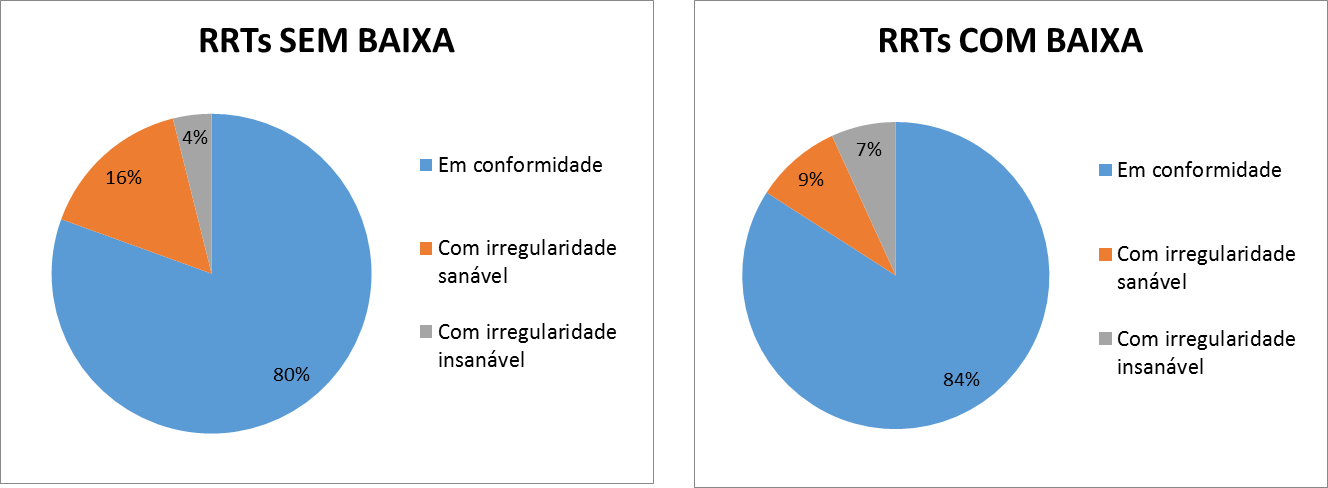 RRTs SEM BAIXA
4%
16%
80%
Em conformidade
Com irregularidade
sanável
Com irregularidade
insanável
RRTs COM BAIXA
7%
9%
84%
Em conformidade
Com irregularidade
sanável
Com irregularidade
insanável